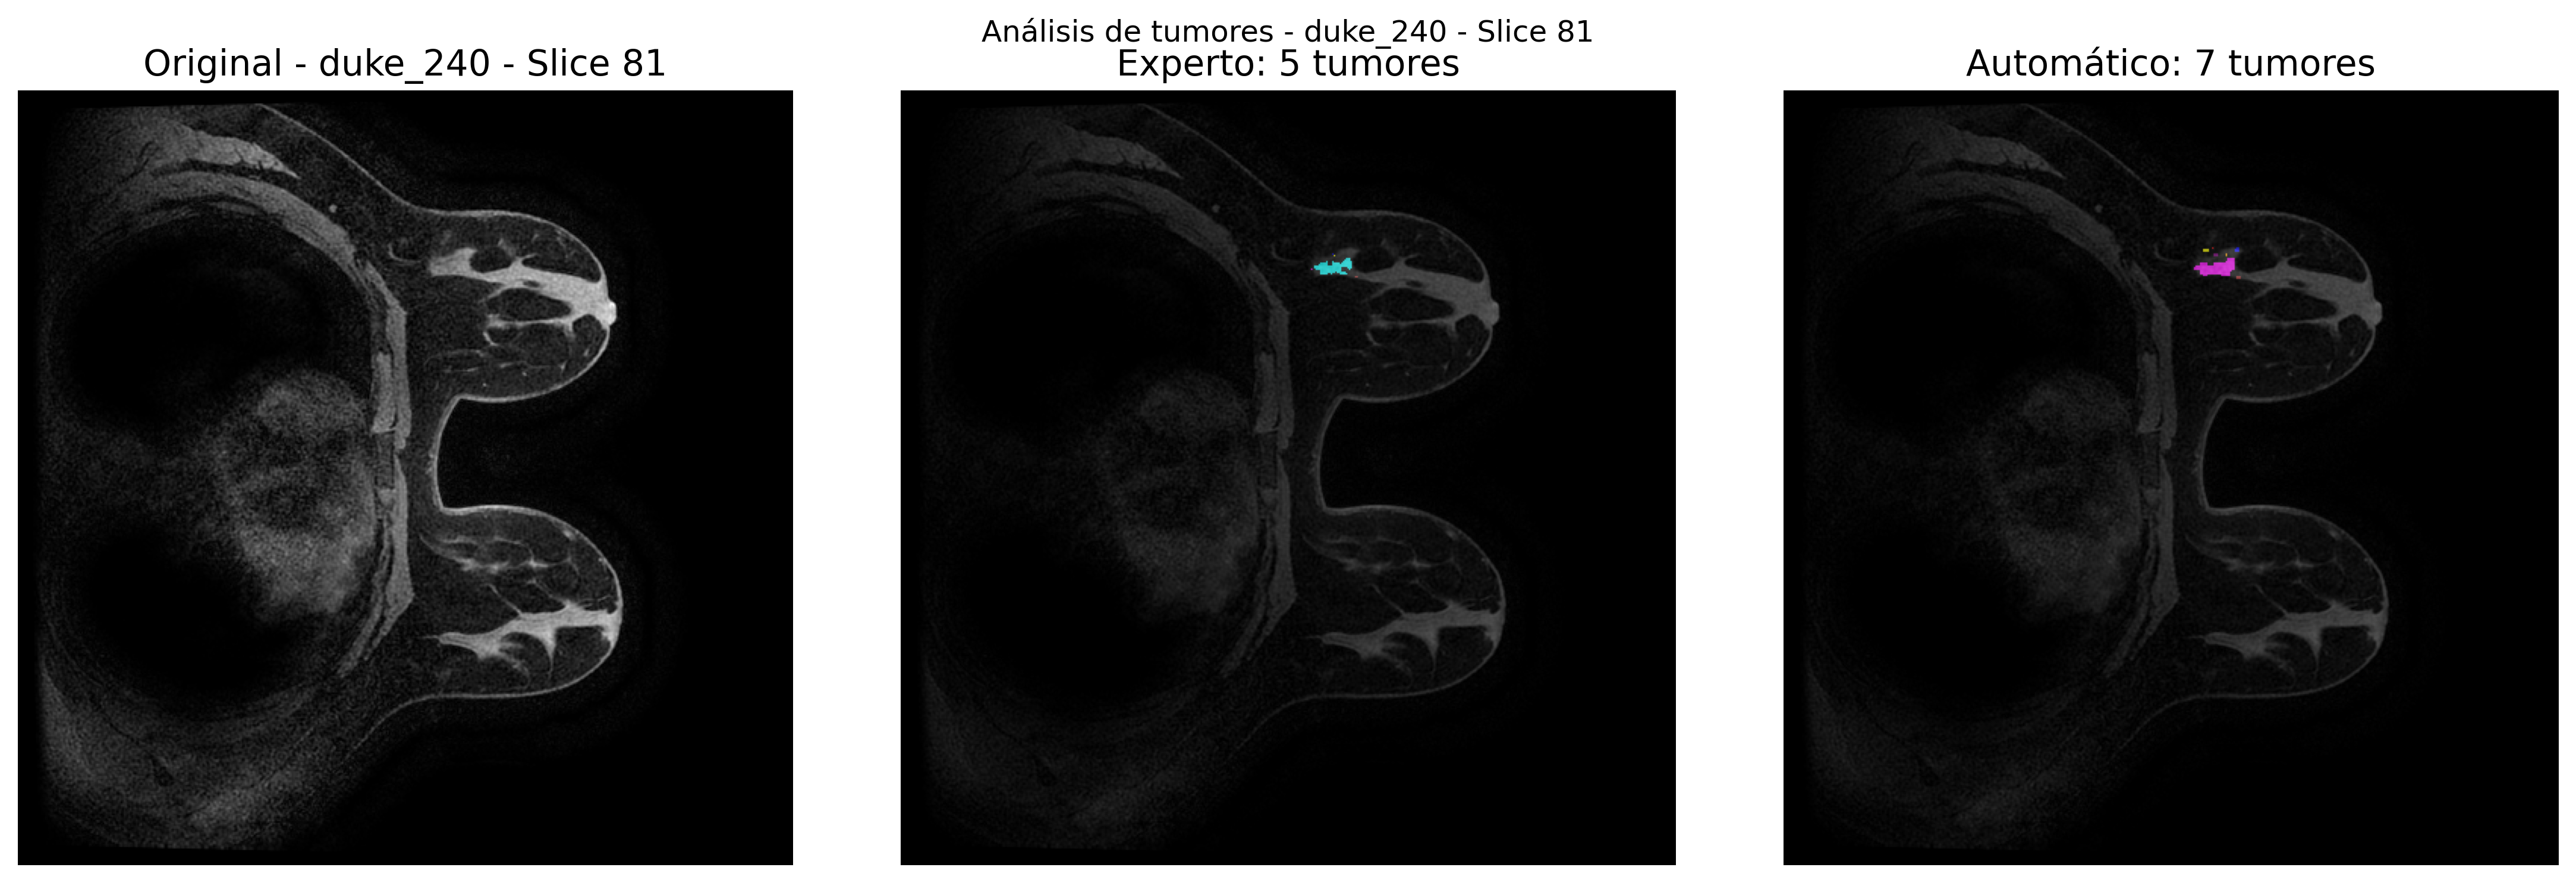 Análisis de tumores - duke_240 - Slice 81
Original - duke_240 - Slice 81
Experto: 5 tumores
Automático: 7 tumores